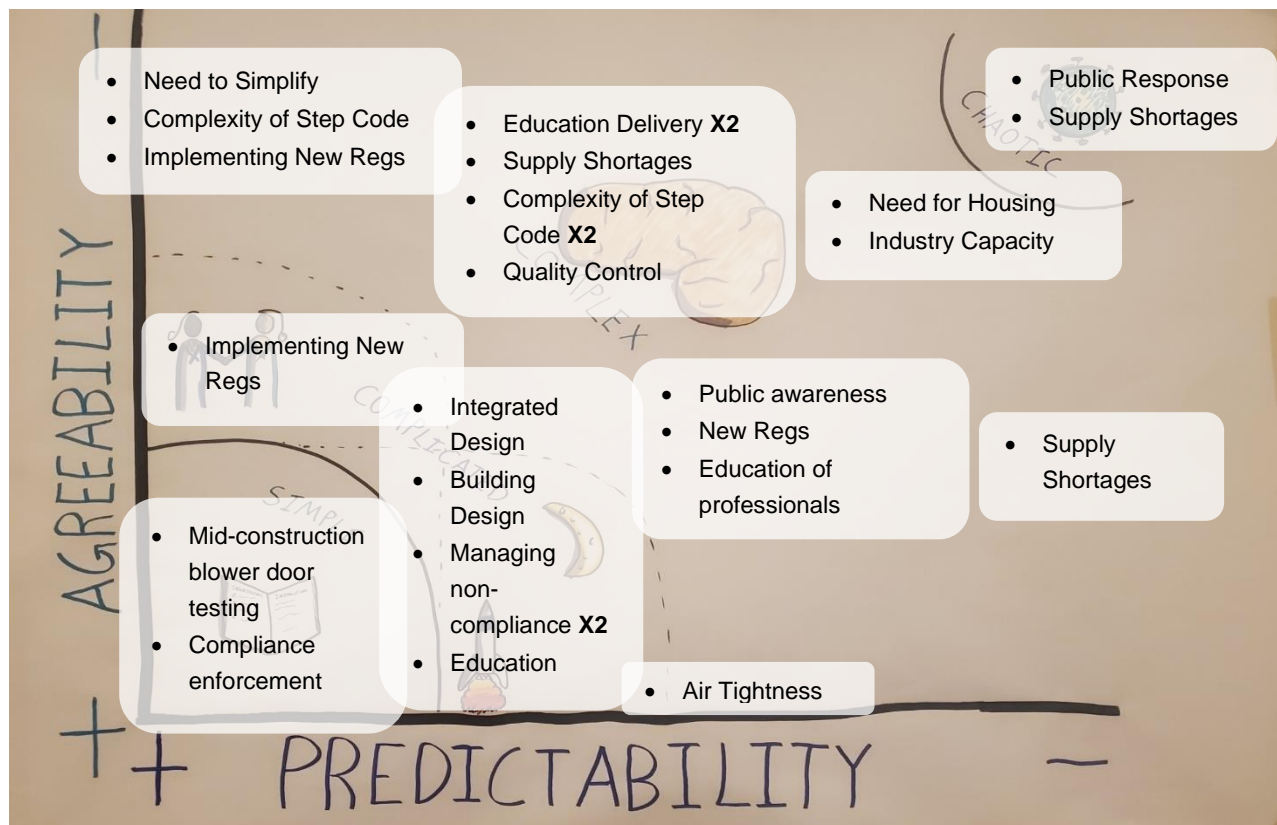 • Need to Simplify
• Complexity of Step Code
• Implementing New Regs
• Education Delivery X2
• Supply Shortages
• Complexity of Step
Code X2
• Quality Control
• Public Response
• Supply Shortages
CHAOTIC
• Need for Housing
• Industry Capacity
COMPLEX
• Implementing New
Regs
COMPLICATED
• Integrated
Design
• Building
Design
• Managing
non-
compliance X2
• Education
• Public awareness
• New Regs
• Education of
professionals
• Supply
Shortages
SIMPLE
• Mid-construction
blower door
testing
• Compliance
enforcement
• Air Tightness
AGREEABILITY
− +
PREDICTABILITY
+ −